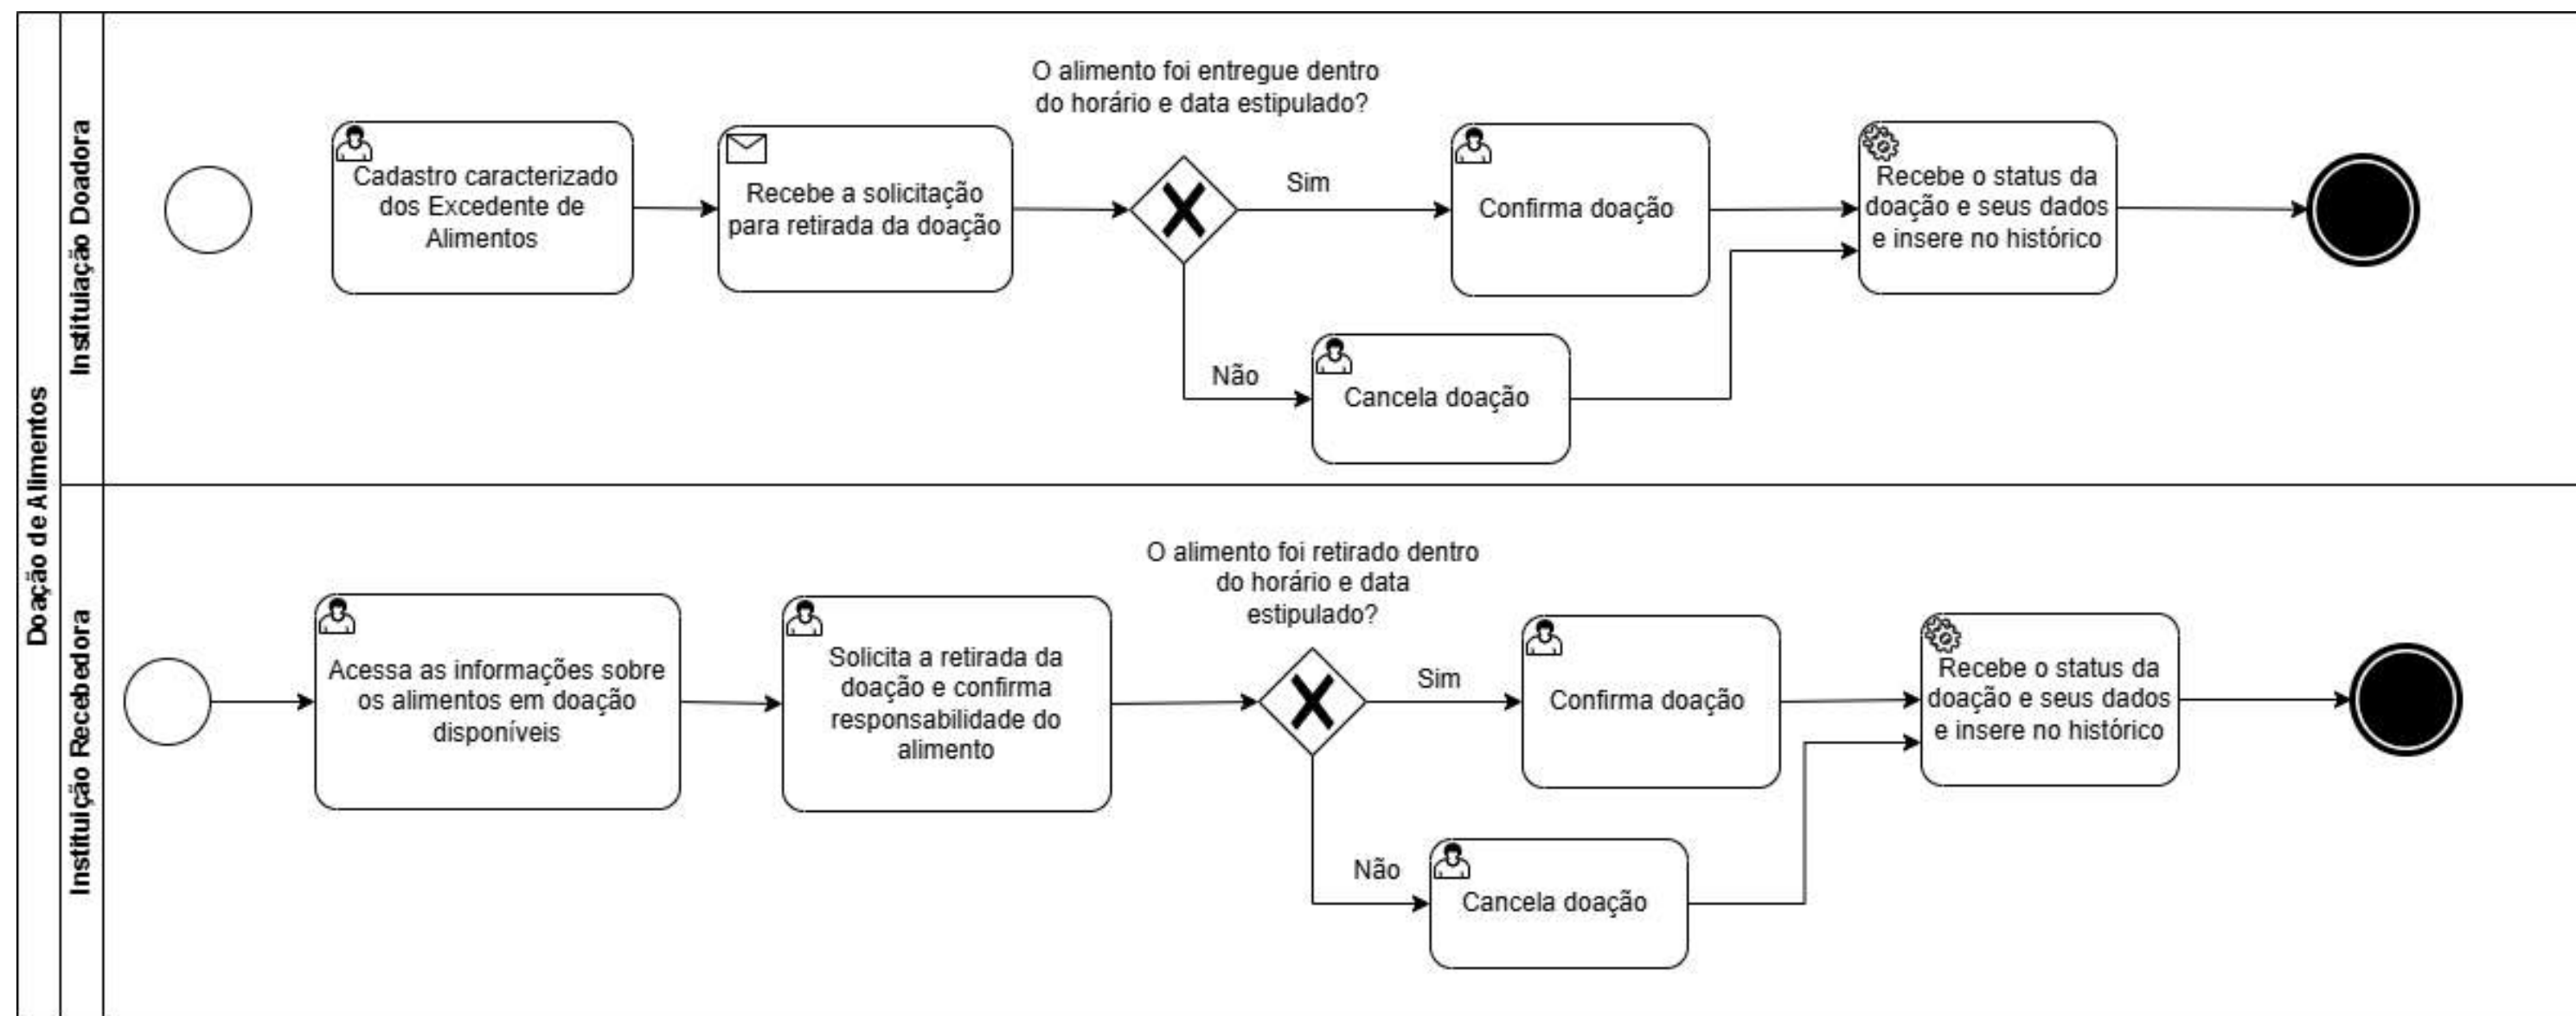 Doação de Alimentos
Instituiação Doadora
Cadastro caracterizado
dos Excedente de
Alimentos
Recebe a solicitação
para retirada da doação
O alimento foi entregue dentro
do horário e data estipulado?
Sim
Confirma doação
Não
Cancela doação
Recebe o status da
doação e seus dados
e insere no histórico
Instituição Recebedora
Acessa as informações sobre
os alimentos em doação
disponíveis
Solicita a retirada da
doação e confirma
responsabilidade do
alimento
O alimento foi retirado dentro
do horário e data
estipulado?
Sim
Confirma doação
Não
Cancela doação
Recebe o status da
doação e seus dados
e insere no histórico